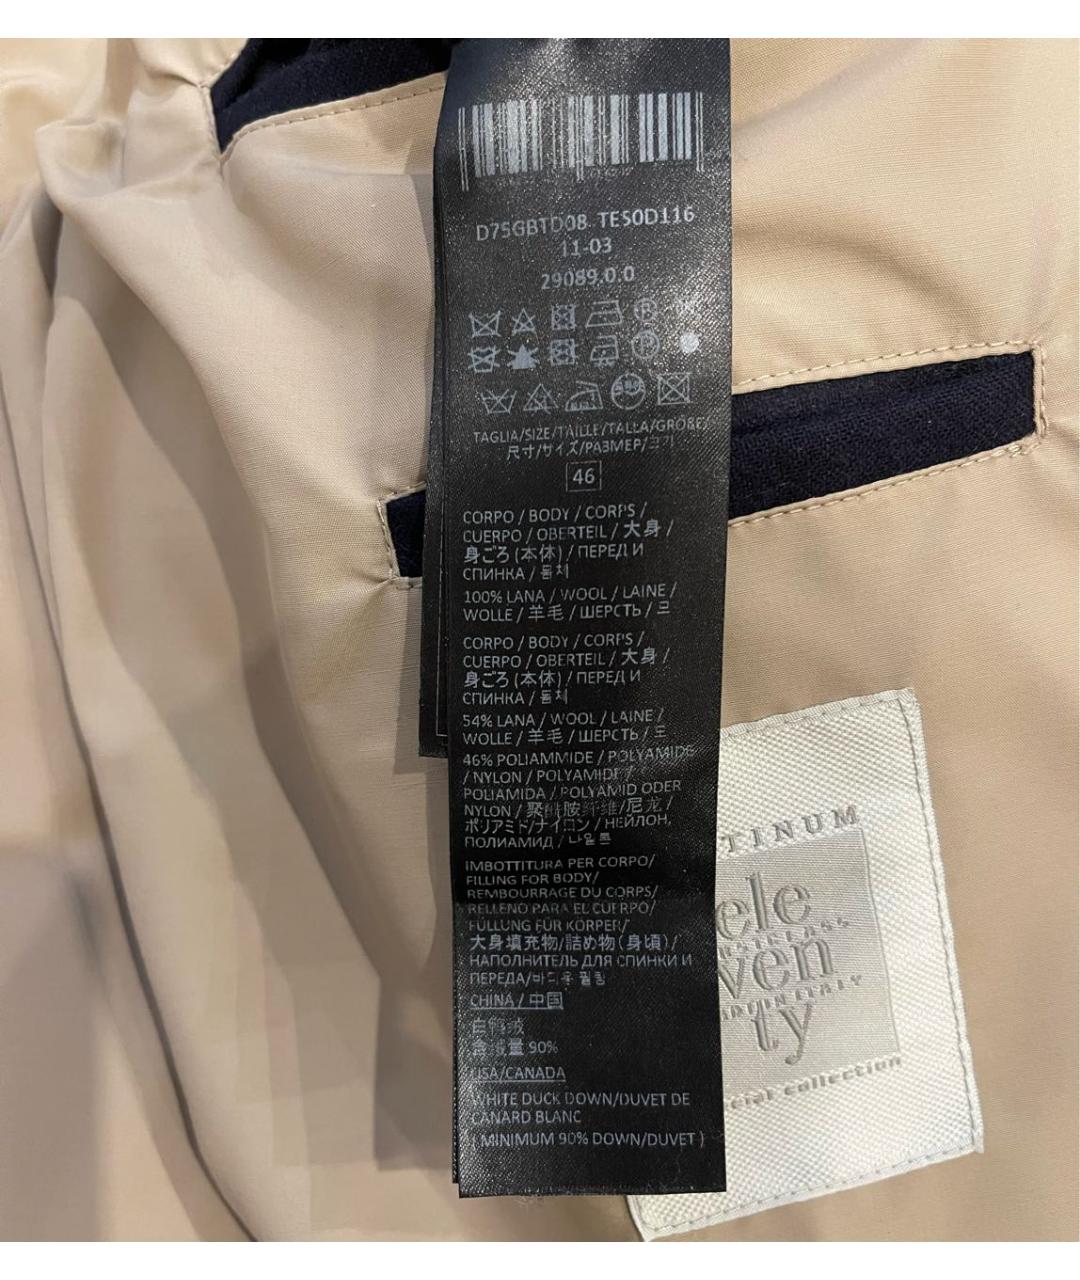 D75GBTD08 TES0D116
11-03
29089.0.0
TAGLIA/SIZE/TAILLE/TALLA/GRÖßE/
尺寸/サイズ/РАЗМЕР/크기
46
CORPO / BODY / CORPS /
CUERPO / OBERTEIL / 大身 /
身ごろ (本体) / ПЕРЕД И
СПИНКА / 몸체
100% LANA / WOOL / LAINE /
WOLLE / 羊毛 / ШЕРСТЬ / 모
CORPO / BODY / CORPS /
CUERPO / OBERTEIL / 大身 /
身ごろ (本体) / ПЕРЕД И
СПИНКА / 몸체
54% LANA / WOOL / LAINE /
WOLLE / 羊毛 / ШЕРСТЬ / 모
46% POLIAMMIDE / POLYAMIDE
/ NYLON / POLYAMIDE /
POLIAMIDA / POLYAMID ODER
NYLON / 聚酰胺纤维/尼龙 /
ポリアミド/ナイロン / НЕЙЛОН,
ПОЛИАМИД / 나일론
IMBOTTITURA PER CORPO/
FILLING FOR BODY/
REMBOURRAGE DU CORPS/
RELLENO PARA EL CUERPO/
FÜLLUNG FÜR KÖRPER/
大身填充物/詰め物 (身頃) /
НАПОЛНИТЕЛЬ ДЛЯ СПИНКИ И
ПЕРЕДА/바디용 필링
CHINA / 中国
白鸭绒
含绒量 90%
USA/CANADA
WHITE DUCK DOWN/DUVET DE
CANARD BLANC
( MINIMUM 90% DOWN/DUVET )
TINUM
ele
ven
ty
MADE IN ITALY
collection